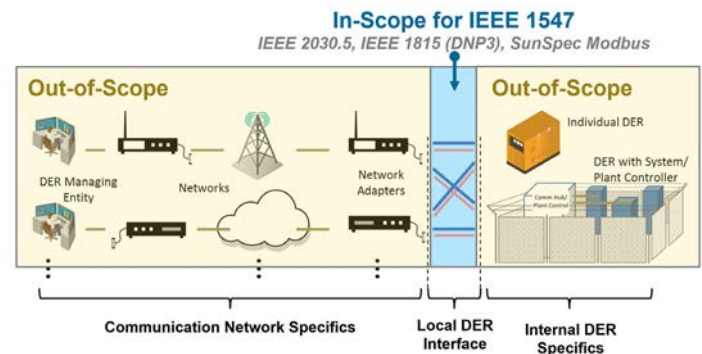 In-Scope for IEEE 1547
IEEE 2030.5, IEEE 1815 (DNP3), SunSpec Modbus
Out-of-Scope
Out-of-Scope
Individual DER
DER Managing
Entity
Networks
Network
Adapters
DER with System/
Plant Controller
Comm Hub/
Plant Control
Communication Network Specifics
Local DER
Interface
Internal DER
Specifics